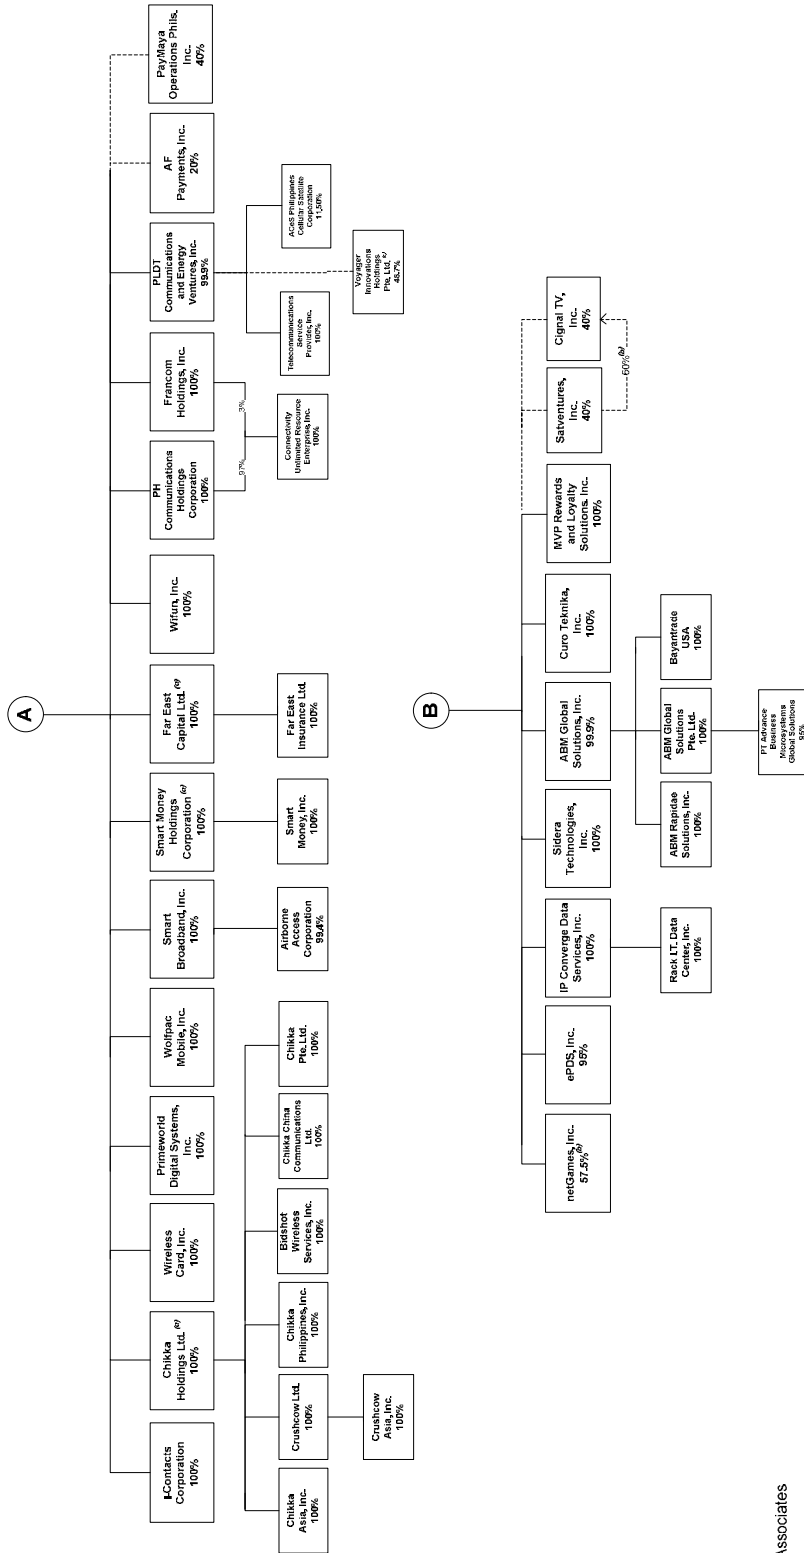 A
I-Contacts
Corporation
100%
Chikka
Holdings Ltd. (a)
100%
Wireless
Card, Inc.
100%
Primeworld
Digital Systems,
Inc.
100%
Wolfpac
Mobile, Inc.
100%
Smart
Broadband, Inc.
100%
Smart Money
Holdings
Corporation (a)
100%
Far East
Capital Ltd. (a)
100%
Wifun, Inc.
100%
PH
Communications
Holdings
Corporation
100%
Francom
Holdings, Inc.
100%
PLDT
Communications
and Energy
Ventures, Inc.
99.9%
AF
Payments, Inc.
20%
PayMaya
Operations Phils.
Inc.
40%
Chikka
Asia, Inc.
100%
Crushcow Ltd.
100%
Chikka
Philippines, Inc.
100%
Bidshot
Wireless
Services, Inc.
100%
Chikka China
Communications
Ltd.
100%
Chikka
Pte. Ltd.
100%
Airborne
Access
Corporation
99.4%
Smart
Money, Inc.
100%
Far East
Insurance Ltd.
100%
97%
3%
Connectivity
Unlimited Resource
Enterprise, Inc.
100%
Telecommunications
Service
Provider, Inc.
100%
ACeS Philippines
Cellular Satellite
Corporation
11.50%
Crushcow
Asia, Inc.
100%
Voyager
Innovations
Holdings
Pte. Ltd.
48.7%
B
netGames, Inc.
57.5% (b)
ePDS, Inc.
95%
IP Converge Data
Services, Inc.
100%
Sidera
Technologies,
Inc.
100%
ABM Global
Solutions, Inc.
99.9%
Curo Teknika,
Inc.
100%
MVP Rewards
and Loyalty
Solutions, Inc.
100%
Satventures,
Inc.
40%
Cignal TV,
Inc.
40%
60%
Rack I.T. Data
Center, Inc.
100%
ABM Rapidae
Solutions, Inc.
100%
ABM Global
Solutions
Pte. Ltd.
100%
Bayantrade
USA
100%
PT Advance
Business
Microsystems
Global Solutions
95%
Associates